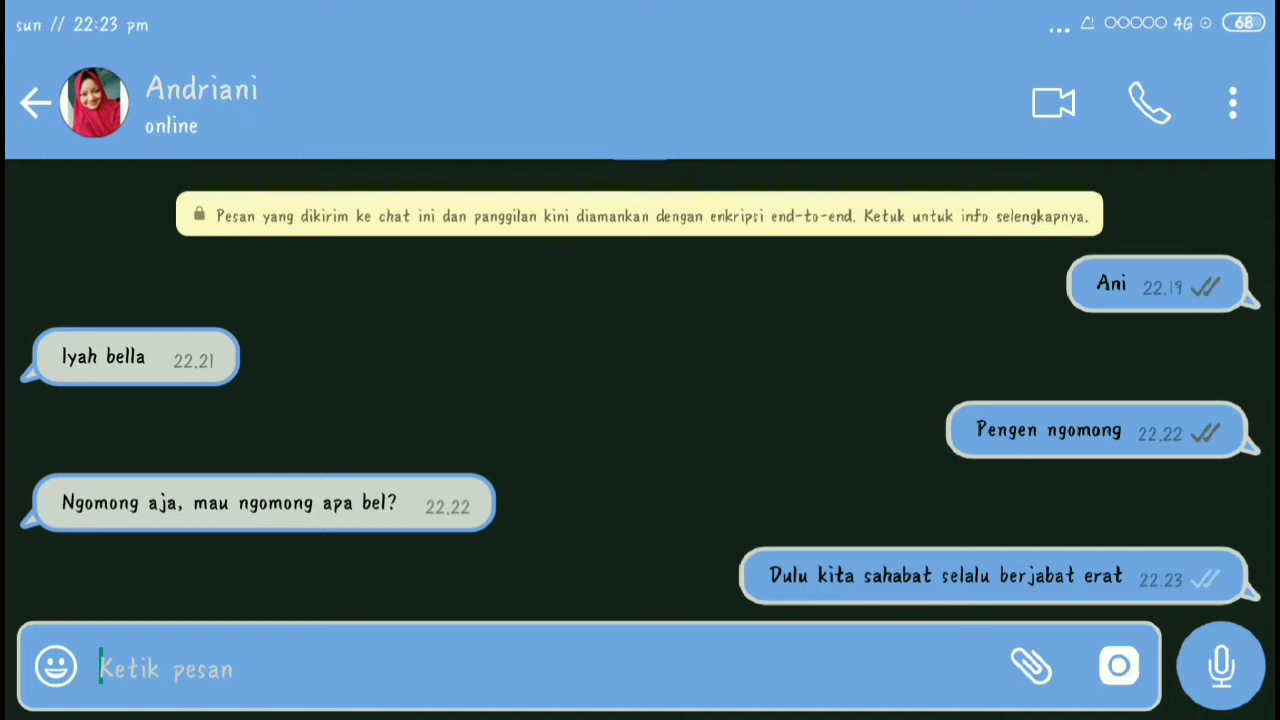 sun // 22:23 pm
... 4G 68
Andriani
online
Pesan yang dikirim ke chat ini dan panggilan kini diamankan dengan enkripsi end-to-end. Ketuk untuk info selengkapnya.
Ani 22.19
Iyah bella 22.21
Pengen ngomong 22.22
Ngomong aja, mau ngomong apa bel? 22.22
Dulu kita sahabat selalu berjabat erat 22.23
Ketik pesan